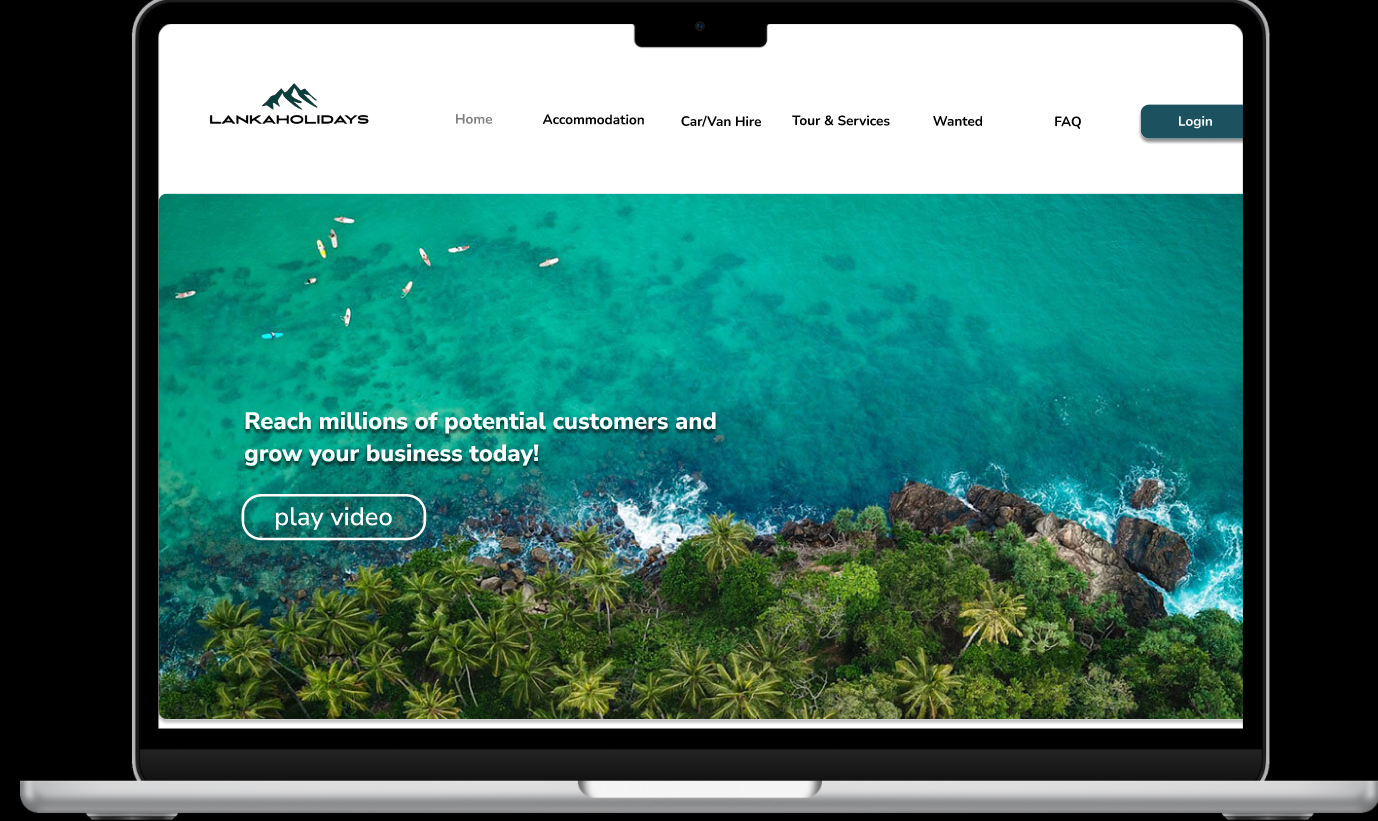 LANKAHOLIDAYS
Home
Accommodation
Car/Van Hire
Tour & Services
Wanted
FAQ
Login
Reach millions of potential customers and
grow your business today!
play video